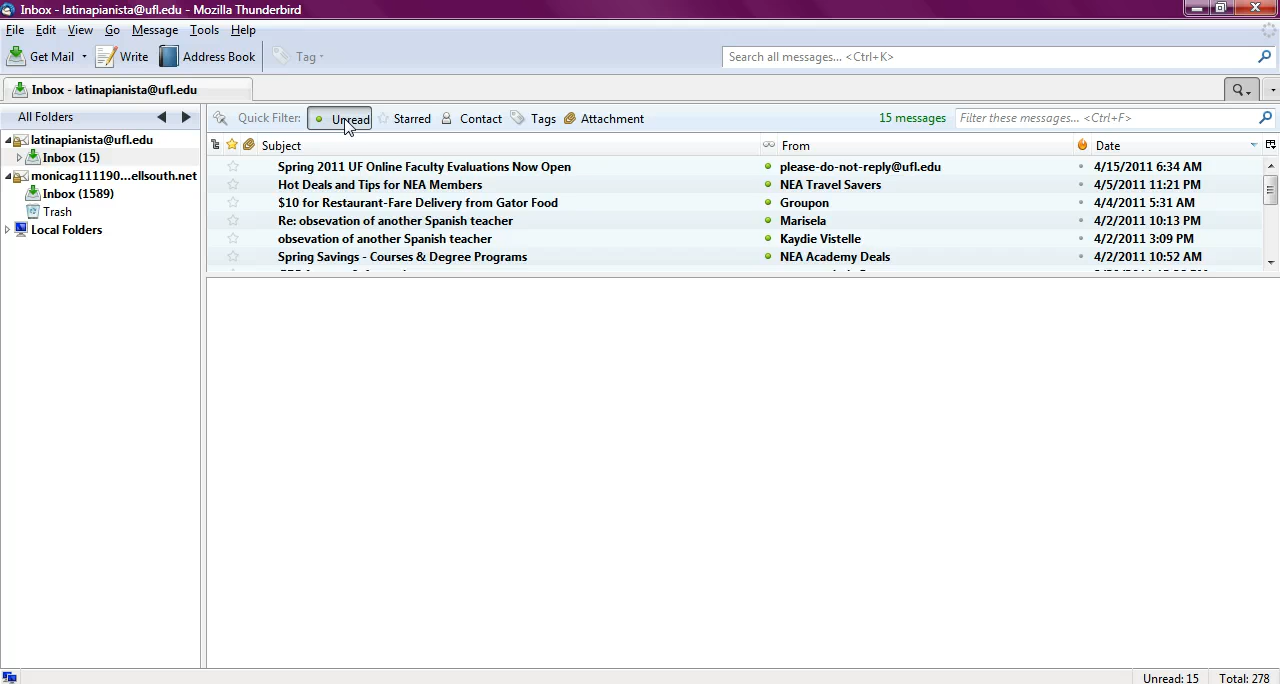 Inbox - latinapianista@ufl.edu - Mozilla Thunderbird
File Edit View Go Message Tools Help
Get Mail Write Address Book Tag Search all messages... <Ctrl+K>
Inbox - latinapianista@ufl.edu
All Folders
latinapianista@ufl.edu
Inbox (15)
monicag111190...ellsouth.net
Inbox (1589)
Trash
Local Folders
Quick Filter: Unread Starred Contact Tags Attachment 15 messages Filter these messages... <Ctrl+F>
Subject From Date
Spring 2011 UF Online Faculty Evaluations Now Open please-do-not-reply@ufl.edu 4/15/2011 6:34 AM
Hot Deals and Tips for NEA Members NEA Travel Savers 4/5/2011 11:21 PM
$10 for Restaurant-Fare Delivery from Gator Food Groupon 4/4/2011 5:31 AM
Re: obsevation of another Spanish teacher Marisela 4/2/2011 10:13 PM
obsevation of another Spanish teacher Kaydie Vistelle 4/2/2011 3:09 PM
Spring Savings - Courses & Degree Programs NEA Academy Deals 4/2/2011 10:52 AM
Unread: 15 Total: 278